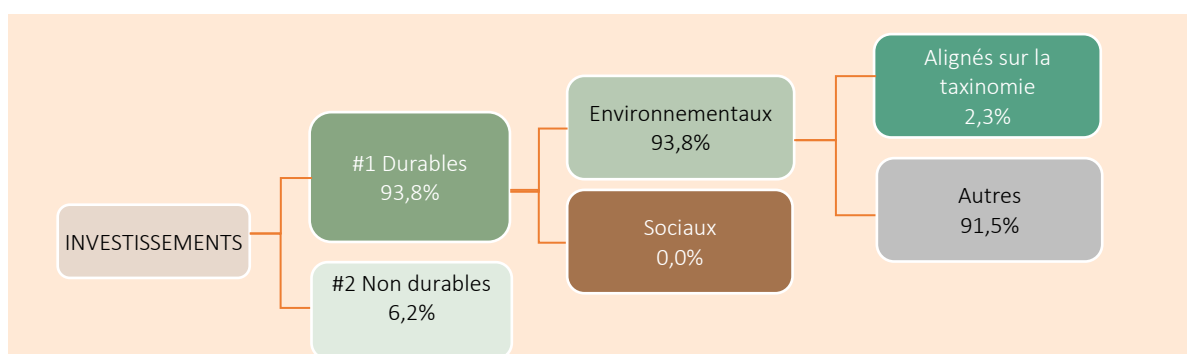 INVESTISSEMENTS
#1 Durables
93,8%
#2 Non durables
6,2%
Environnementaux
93,8%
Sociaux
0,0%
Alignés sur la
taxinomie
2,3%
Autres
91,5%